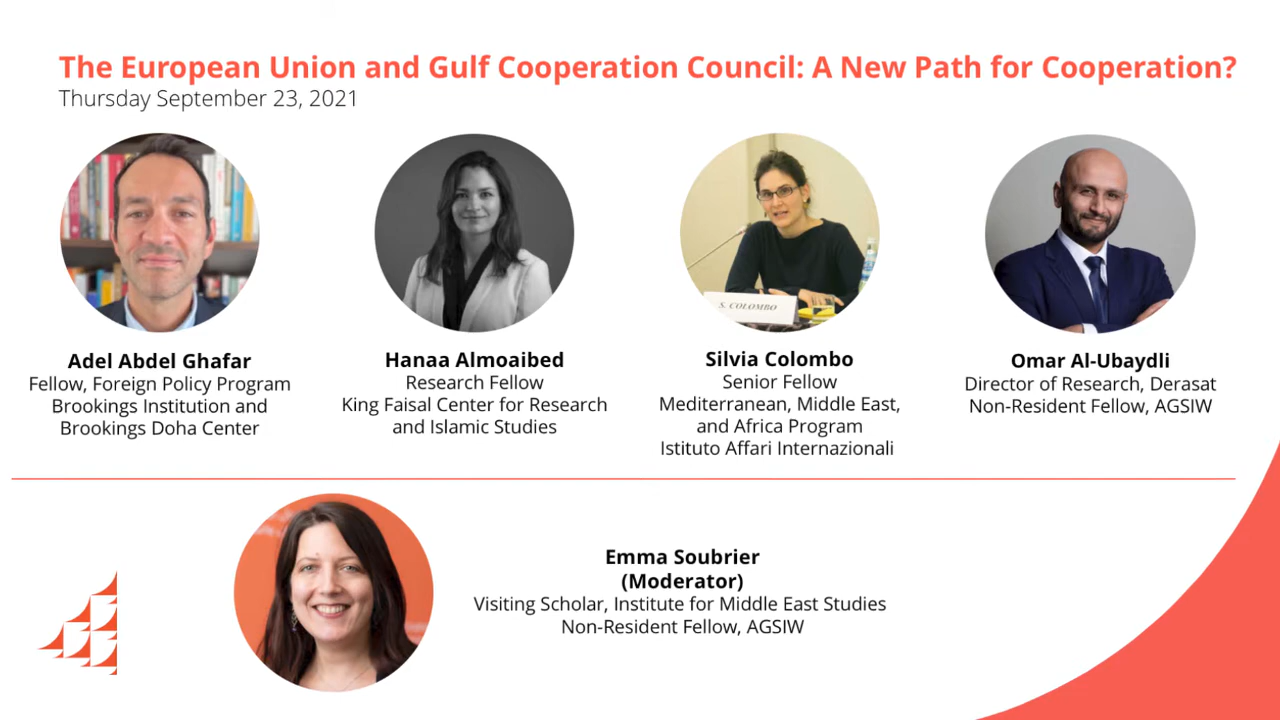 The European Union and Gulf Cooperation Council: A New Path for Cooperation?
Thursday September 23, 2021
S. COLOMBO
Adel Abdel Ghafar
Fellow, Foreign Policy Program
Brookings Institution and
Brookings Doha Center
Hanaa Almoaibed
Research Fellow
King Faisal Center for Research
and Islamic Studies
Silvia Colombo
Senior Fellow
Mediterranean, Middle East,
and Africa Program
Istituto Affari Internazionali
Omar Al-Ubaydli
Director of Research, Derasat
Non-Resident Fellow, AGSIW
Emma Soubrier
(Moderator)
Visiting Scholar, Institute for Middle East Studies
Non-Resident Fellow, AGSIW